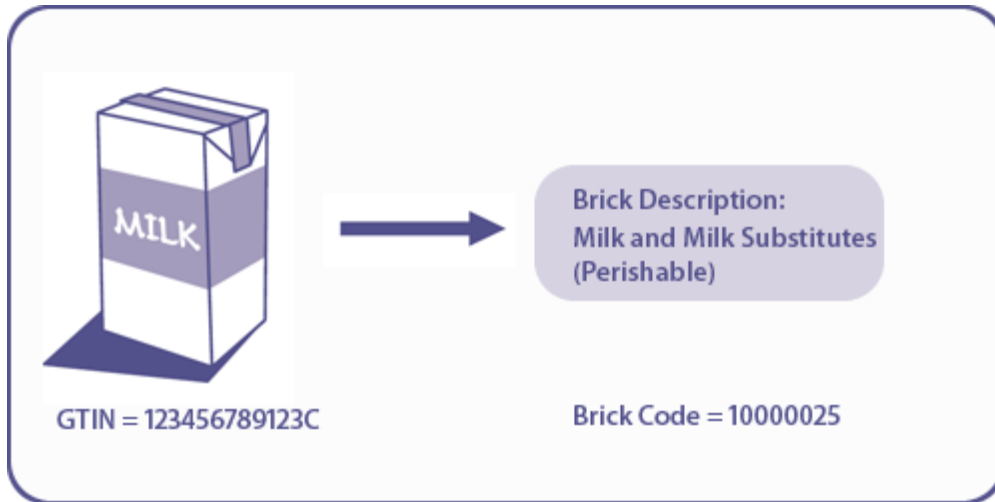 MILK
Brick Description:
Milk and Milk Substitutes
(Perishable)
GTIN = 123456789123C
Brick Code = 10000025